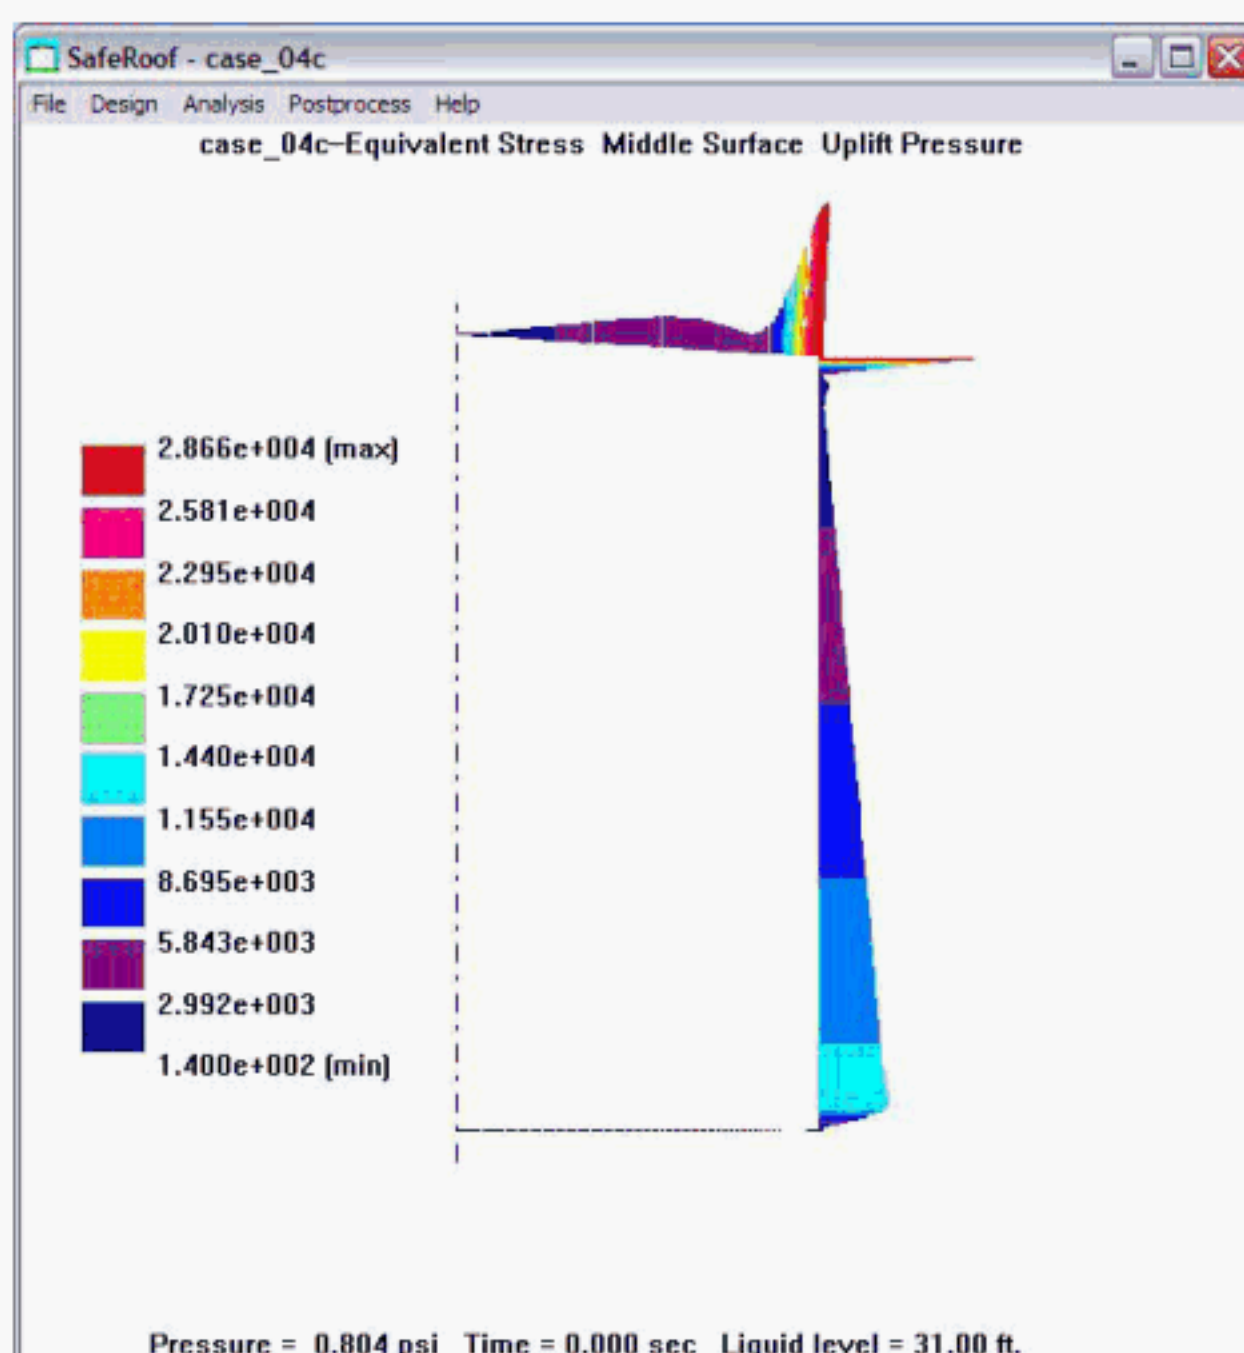 SafeRoof - case_04c
File Design Analysis Postprocess Help
case_04c-Equivalent Stress Middle Surface Uplift Pressure
2.866e+004 (max)
2.581e+004
2.295e+004
2.010e+004
1.725e+004
1.440e+004
1.155e+004
8.695e+003
5.843e+003
2.992e+003
1.400e+002 (min)
Pressure = 0.804 psi Time = 0.000 sec Liquid level = 31.00 ft.